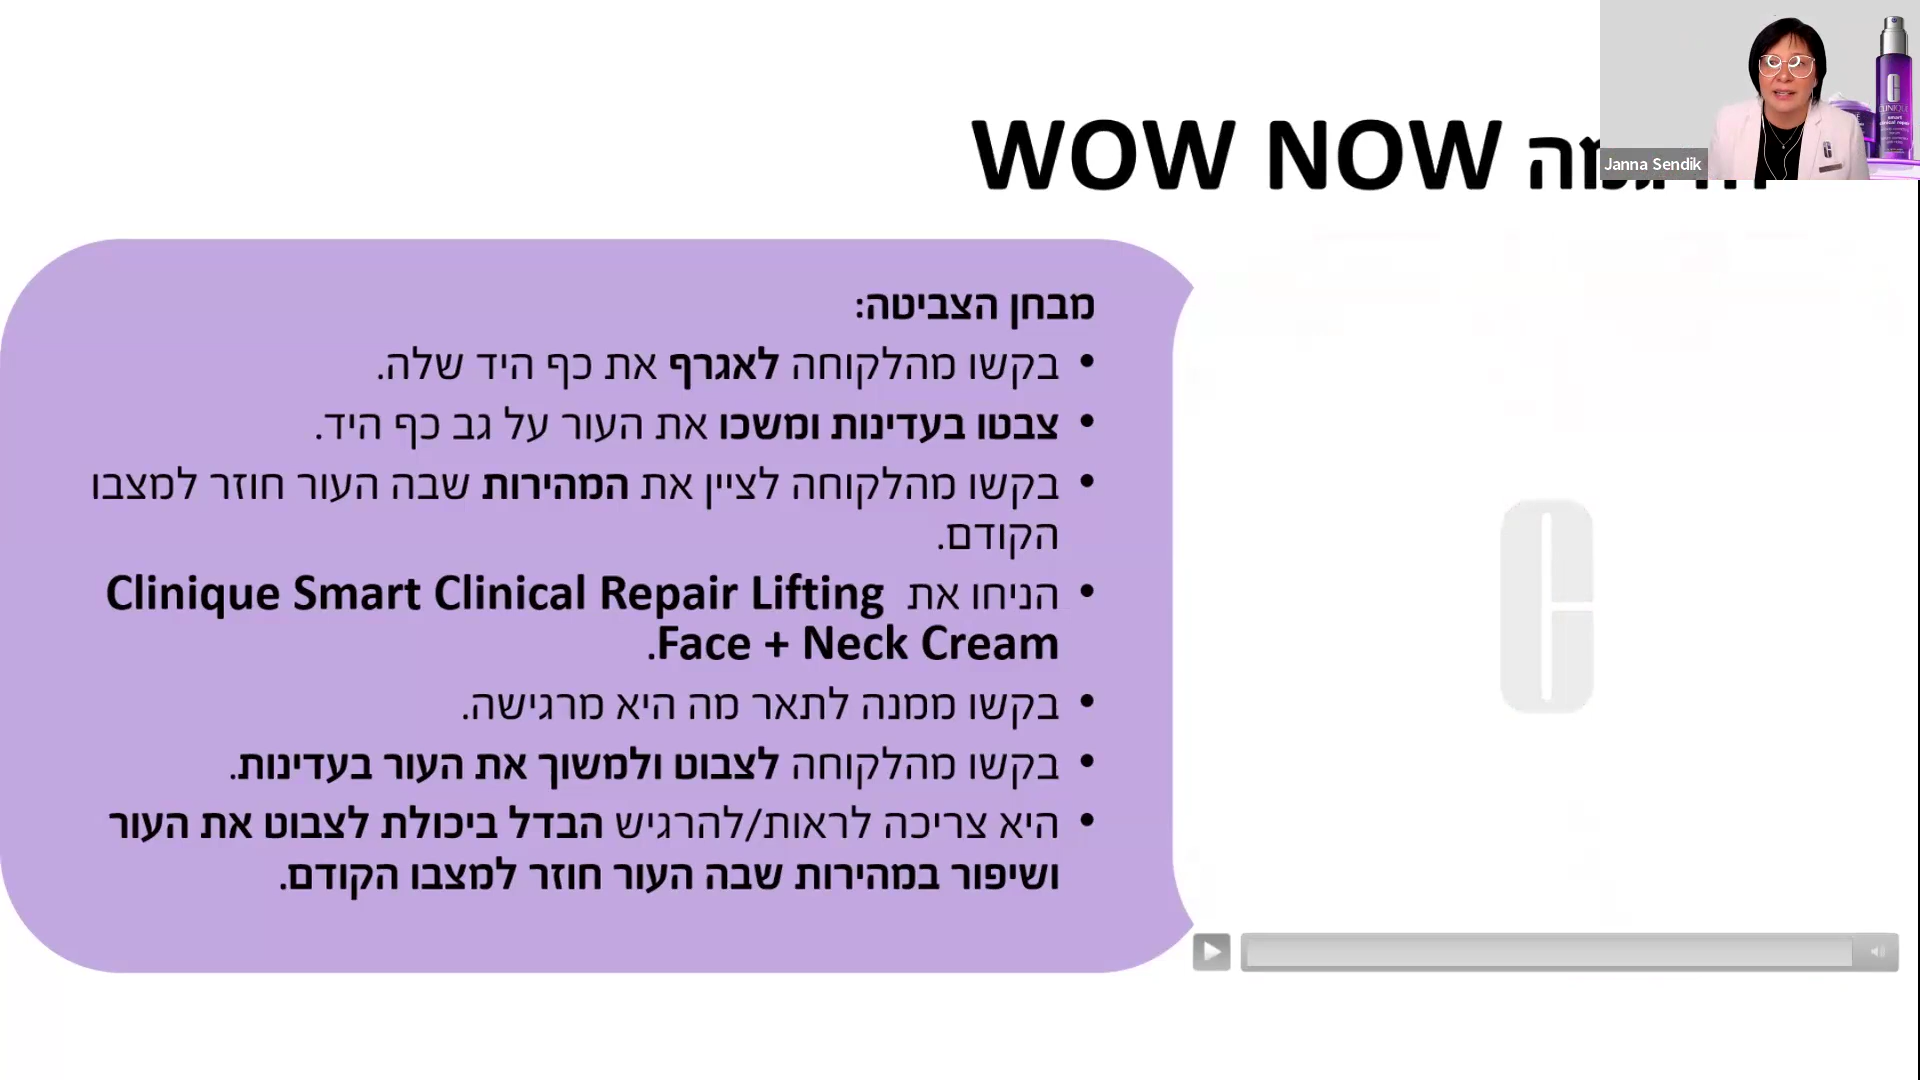 WOW NOW
Janna Sendik
מבחן הצביטה:
• בקשו מהלקוחה לאגרף את כף היד שלה.
• צבטו בעדינות ומשכו את העור על גב כף היד.
• בקשו מהלקוחה לציין את המהירות שבה העור חוזר למצבו
הקודם.
• הניחו את Clinique Smart Clinical Repair Lifting
Face + Neck Cream.
• בקשו ממנה לתאר מה היא מרגישה.
• בקשו מהלקוחה לצבוט ולמשוך את העור בעדינות.
• היא צריכה לראות/להרגיש הבדל ביכולת לצבוט את העור
ושיפור במהירות שבה העור חוזר למצבו הקודם.